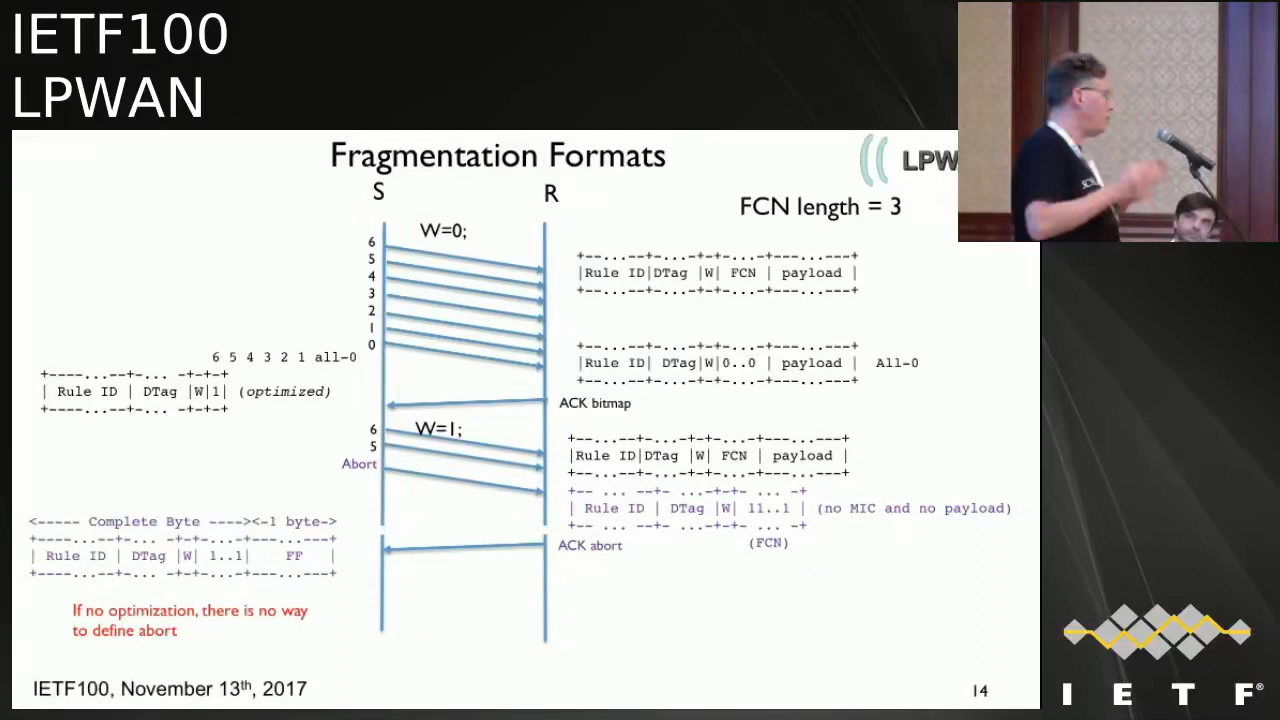 IETF100
LPWAN
Fragmentation Formats
LPW
S
R
FCN length = 3
W=0;
6
5
4
3
2
1
0
+--...--+-...-+-+-...-+---...---+
|Rule ID|DTag |W| FCN | payload |
+--...--+-...-+-+-...-+---...---+
6 5 4 3 2 1 all-0
+----...--+-... -+-+-+
| Rule ID | DTag |W|1| (optimized)
+----...--+-... -+-+-+
+--...--+-...-+-+-...-+---...---+
|Rule ID| DTag|W|0..0 | payload | All-0
+--...--+-...-+-+-...-+---...---+
ACK bitmap
W=1;
6
5
Abort
+--...--+-...-+-+-...-+---...---+
|Rule ID|DTag |W| FCN | payload |
+--...--+-...-+-+-...-+---...---+
+-- ... --+- ...-+-+- ... -+
| Rule ID | DTag |W| 11..1 | (no MIC and no payload)
+-- ... --+- ...-+-+- ... -+
(FCN)
<----- Complete Byte ----><-1 byte->
+----...--+-... -+-+-...-+---...---+
| Rule ID | DTag |W| 1..1| FF |
+----...--+-... -+-+-...-+---...---+
ACK abort
If no optimization, there is no way
to define abort
IETF100, November 13th, 2017
14
I E T F®